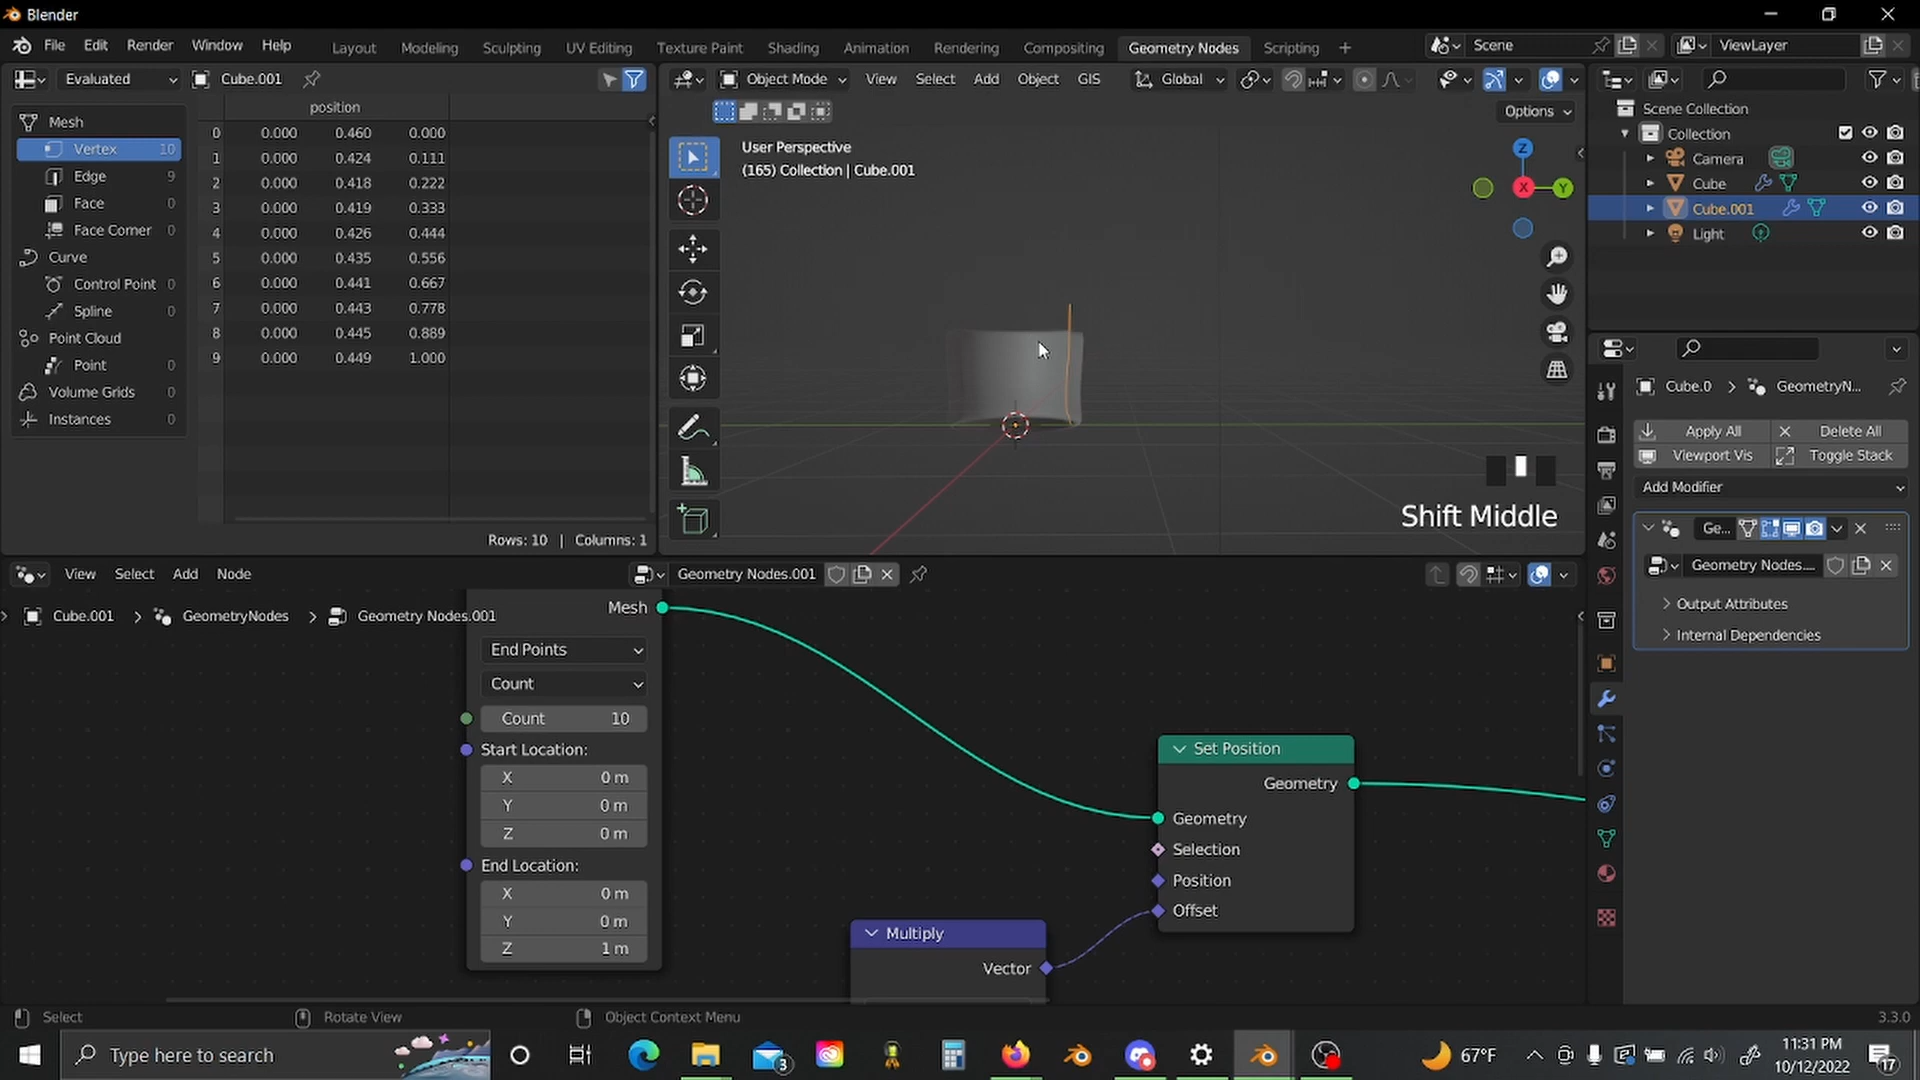 Blender
File Edit Render Window Help Layout Modeling Sculpting UV Editing Texture Paint Shading Animation Rendering Compositing Geometry Nodes Scripting + Scene ViewLayer
Evaluated Cube.001 Object Mode View Select Add Object GIS Global
position
Options
Mesh
Vertex 10
Edge 9
Face 0
Face Corner 0
Curve
Control Point 0
Spline 0
Point Cloud
Point 0
Volume Grids 0
Instances 0
0 0.000 0.460 0.000
1 0.000 0.424 0.111
2 0.000 0.418 0.222
3 0.000 0.419 0.333
4 0.000 0.426 0.444
5 0.000 0.435 0.556
6 0.000 0.441 0.667
7 0.000 0.443 0.778
8 0.000 0.445 0.889
9 0.000 0.449 1.000
Rows: 10 | Columns: 1
User Perspective
(165) Collection | Cube.001
Z
X Y
Shift Middle
Scene Collection
Collection
Camera
Cube
Cube.001
Light
Cube.0 GeometryN...
Apply All Delete All
Viewport Vis Toggle Stack
Add Modifier
Ge...
Geometry Nodes....
Output Attributes
Internal Dependencies
View Select Add Node Geometry Nodes.001
Cube.001 GeometryNodes Geometry Nodes.001
Mesh
End Points
Count
Count 10
Start Location:
X 0 m
Y 0 m
Z 0 m
End Location:
X 0 m
Y 0 m
Z 1 m
Set Position
Geometry
Geometry
Selection
Position
Offset
Multiply
Vector
Select Rotate View Object Context Menu 3.3.0
Type here to search
3
67°F
11:31 PM
10/12/2022
17